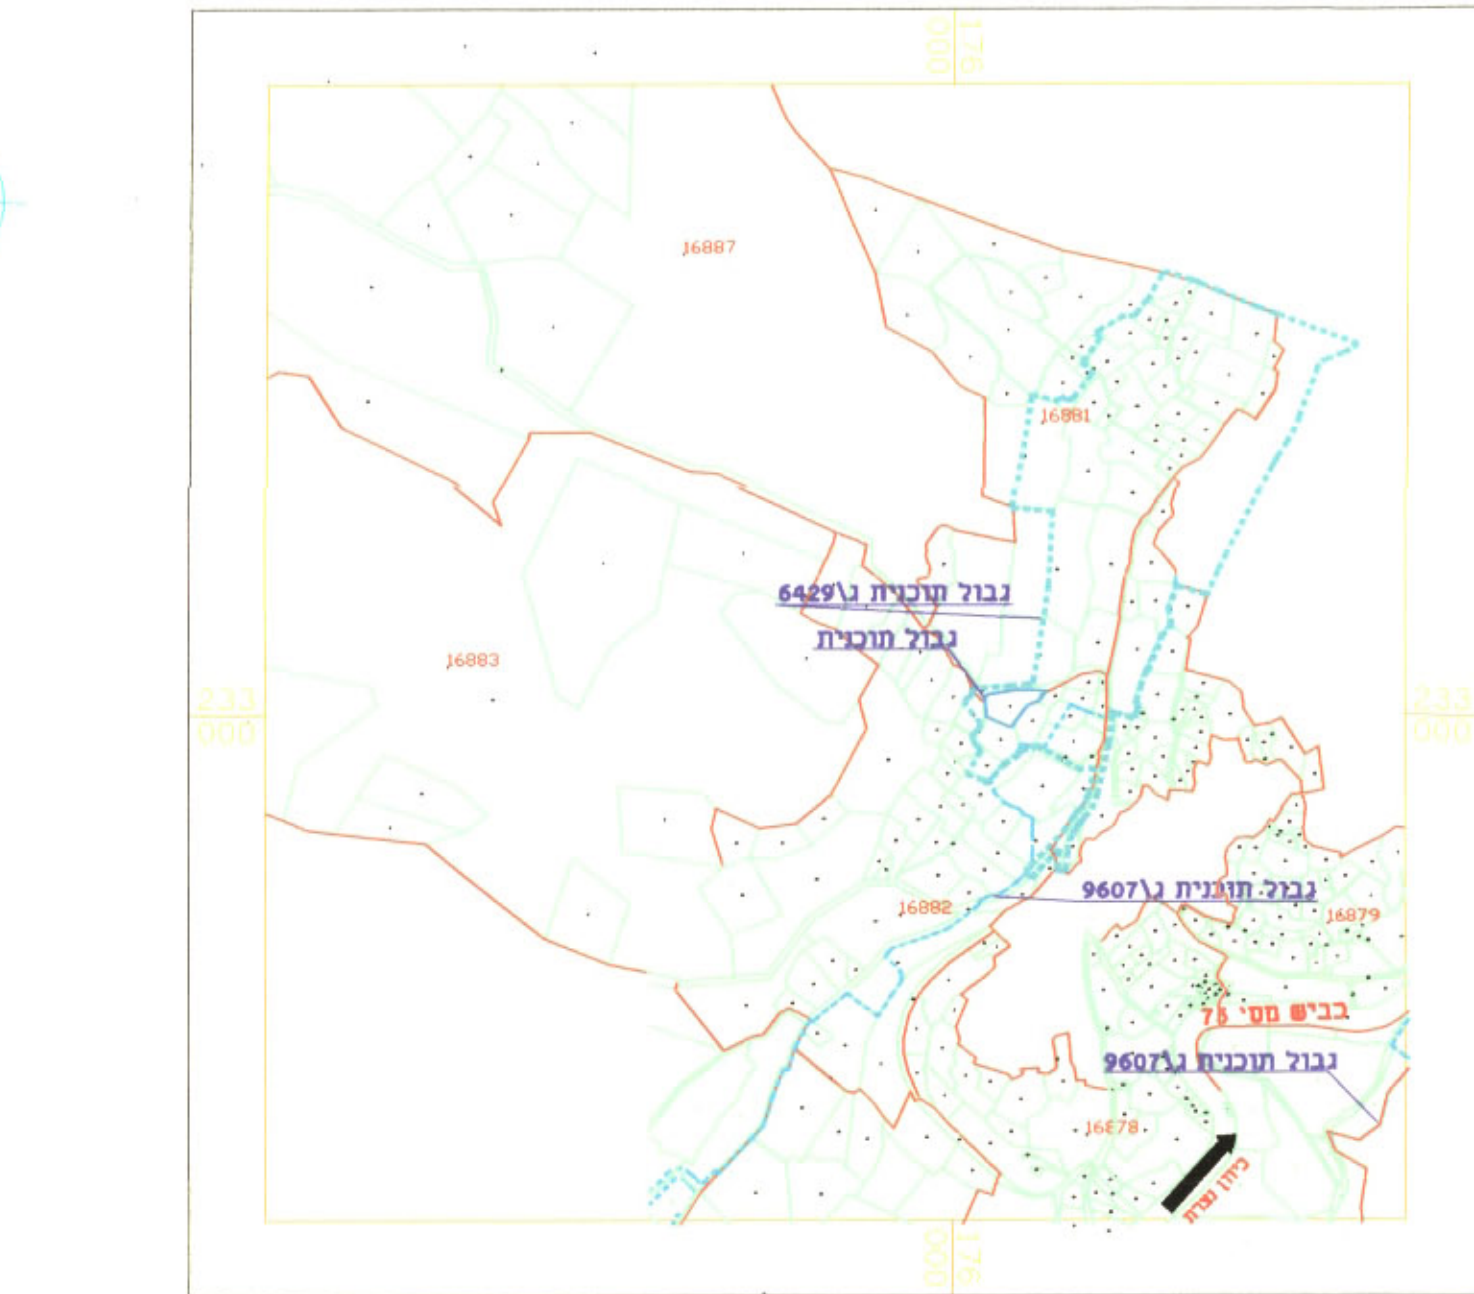 176
000
16887
16881
גבול תוכנית ג\6429
גבול תוכנית
16883
233
000
233
000
גבול תוכנית ג\9607
16882
16879
כביש מס' 75
גבול תוכנית ג\9607
16878
כיוון נצרת
176
000